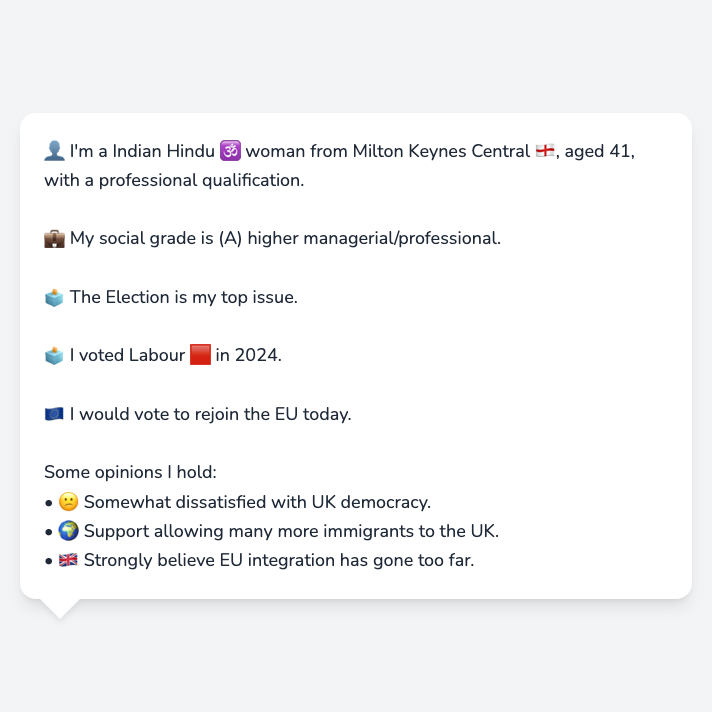 👤 I'm a Indian Hindu 🕉️ woman from Milton Keynes Central 🏴󠁧󠁢󠁥󠁮󠁧󠁿, aged 41,
with a professional qualification.
💼 My social grade is (A) higher managerial/professional.
🗳️ The Election is my top issue.
🗳️ I voted Labour 🟥 in 2024.
🇪🇺 I would vote to rejoin the EU today.
Some opinions I hold:
• 🙁 Somewhat dissatisfied with UK democracy.
• 🌍 Support allowing many more immigrants to the UK.
• 🇬🇧 Strongly believe EU integration has gone too far.